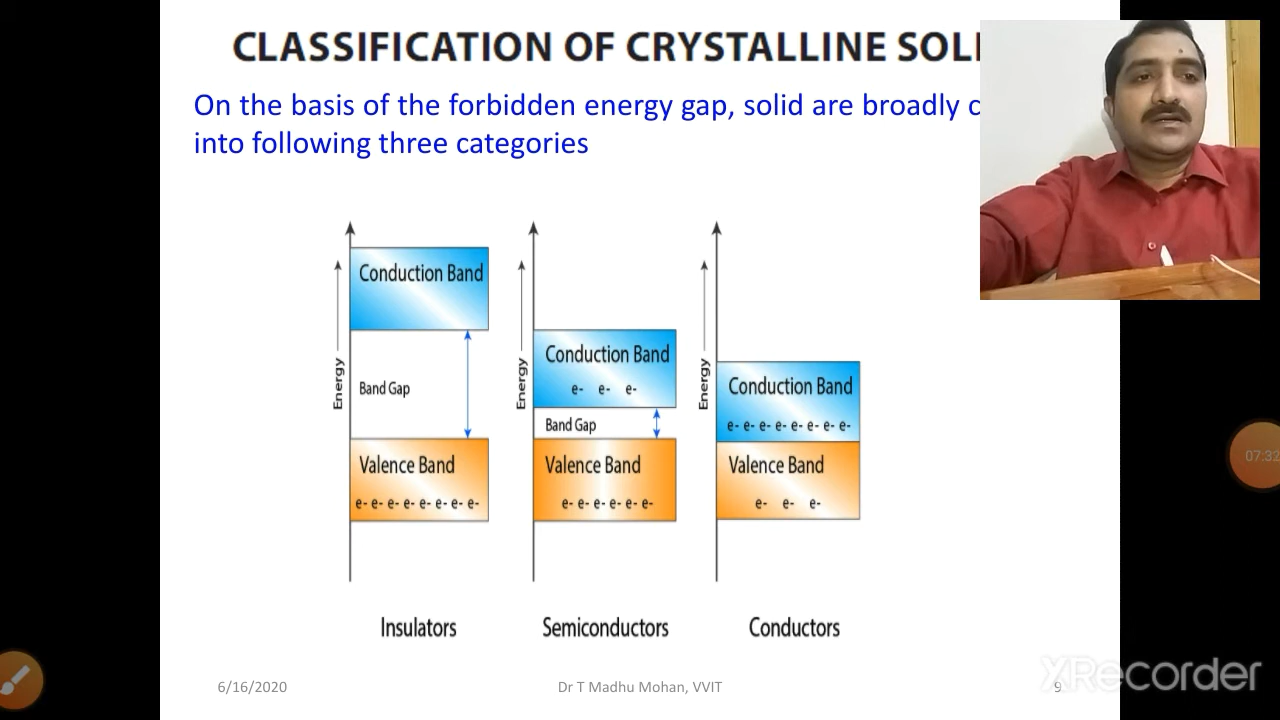 CLASSIFICATION OF CRYSTALLINE
On the basis of the forbidden energy gap, solid are broadly
into following three categories
Conduction Band
Energy
Band Gap
Valence Band
e- e- e- e- e- e- e- e-
Insulators
Conduction Band
e- e- e-
Energy
Band Gap
Valence Band
e- e- e- e- e- e-
Semiconductors
Conduction Band
e- e- e- e- e- e- e- e-
Energy
Valence Band
e- e- e-
Conductors
07:32
6/16/2020
Dr T Madhu Mohan, VVIT
9
XRecorder